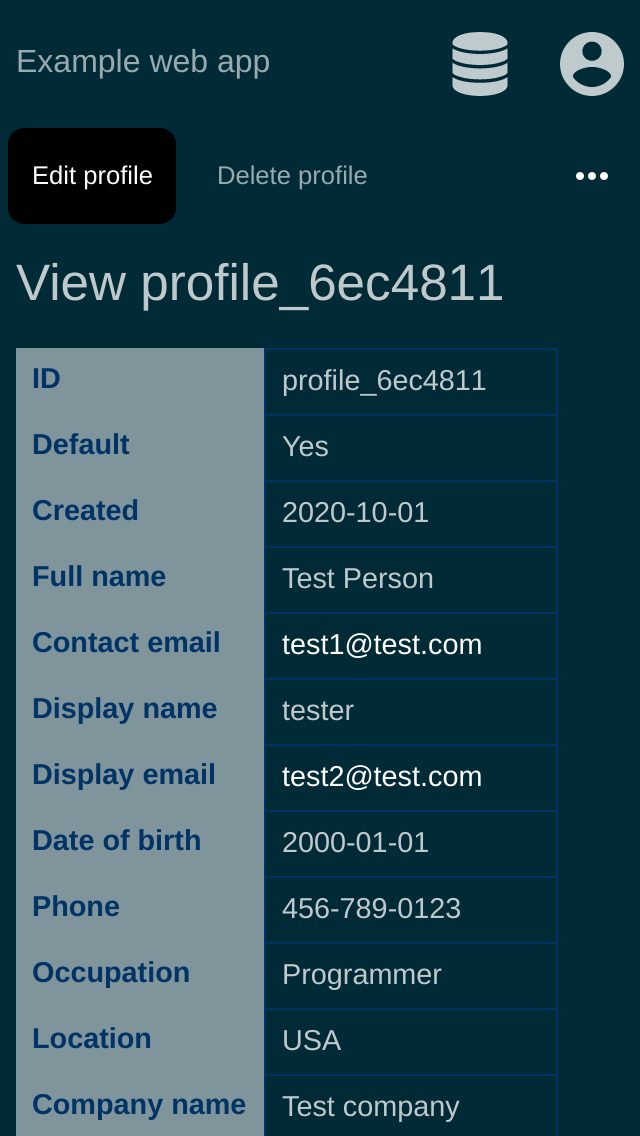 Example web app
Edit profile Delete profile
View profile_6ec4811
ID profile_6ec4811
Default Yes
Created 2020-10-01
Full name Test Person
Contact email test1@test.com
Display name tester
Display email test2@test.com
Date of birth 2000-01-01
Phone 456-789-0123
Occupation Programmer
Location USA
Company name Test company